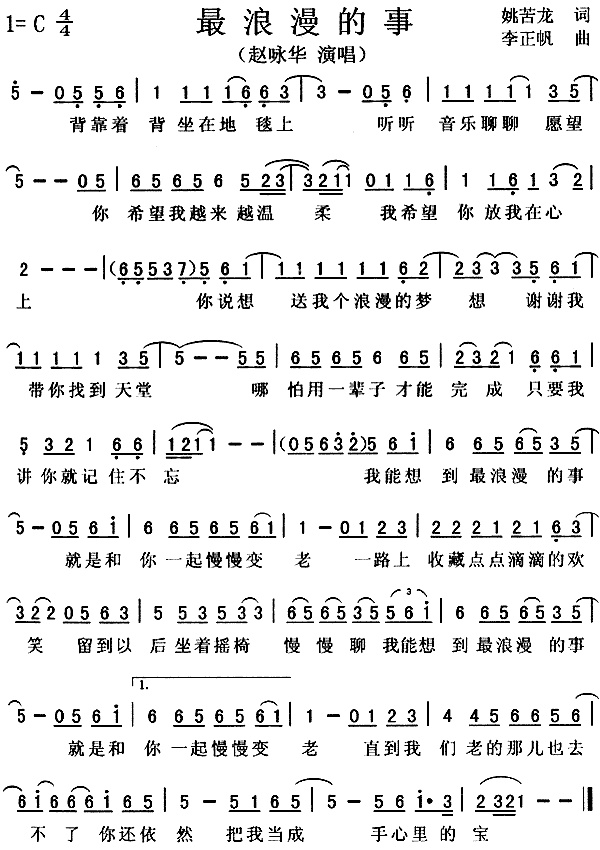 1=C 4/4 最浪漫的事 姚苦龙 词
李正帆 曲
(赵咏华 演唱)
5 - 0 5 5 6 | 1 1 1 1 6 6 3 | 3 - 0 5 6 | 1 1 1 1 1 3 5 |
背靠着 背坐在地 毯上 听听 音乐聊聊 愿望
5 - - 0 5 | 6 5 6 5 6 5 2 3 | 3 2 1 1 0 1 1 6 | 1 1 6 1 3 2 |
你 希望我越来 越温 柔 我希望 你放我在心
2 - - - | (6 5 5 3 7) 5 6 1 | 1 1 1 1 1 1 6 2 | 2 3 3 3 3 5 6 1 |
上 你说想 送我个浪漫的梦 想 谢谢我
1 1 1 1 1 3 5 | 5 - - 5 5 | 6 5 6 5 6 5 6 5 | 2 3 2 1 6 6 1 |
带你找到天堂 哪 怕用一辈子才能 完成 只要我
5 3 2 1 6 6 | 1 2 1 1 - - | (0 5 6 3 2) 5 6 1 | 6 6 5 6 5 3 5 |
讲你就记住不 忘 我能想 到最浪漫的事
5 - 0 5 6 1 | 6 6 5 6 5 6 1 | 1 - 0 1 2 3 | 2 2 2 1 2 1 6 3 |
就是和 你一起慢慢变 老 一路上 收藏点点滴滴的欢
3 2 2 0 5 6 3 | 5 5 3 5 3 5 | 6 5 6 5 3 5 5 6 1 | 6 6 5 6 5 3 5 |
3
笑 留到以 后坐着摇椅 慢慢聊 我能想 到最浪漫的事
1.
5 - 0 5 6 1 | 6 6 5 6 5 6 1 | 1 - 0 1 2 3 | 4 4 5 6 6 5 6 |
就是和 你一起慢慢变 老 直到我 们老的那儿也去
6 1 6 6 1 6 5 | 5 - 5 1 6 5 | 5 - 5 6 1 · 3 | 2 3 2 1 - ‖
不了你还依 然 把我当成 手心里的 宝